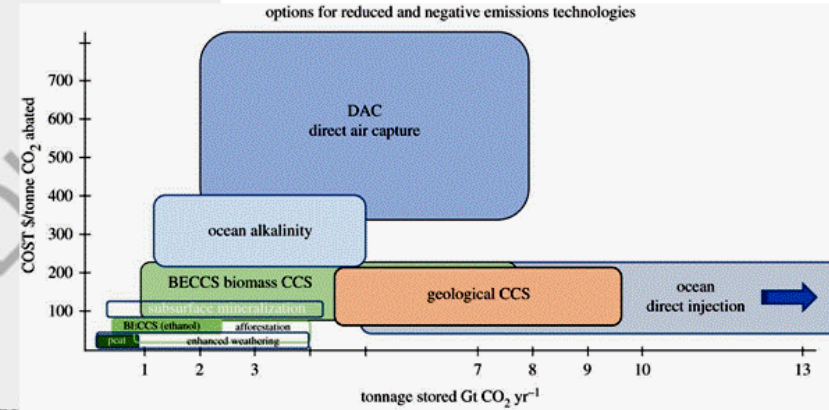 options for reduced and negative emissions technologies
COST $/tonne CO2 abated
700
600
500
400
300
200
100
DAC
direct air capture
ocean alkalinity
BECCS biomass CCS
geological CCS
ocean
direct injection
subsurface mineralization
BECCS (ethanol)
afforestation
peat
enhanced weathering
1
2
3
7
8
9
10
13
tonnage stored Gt CO2 yr-1